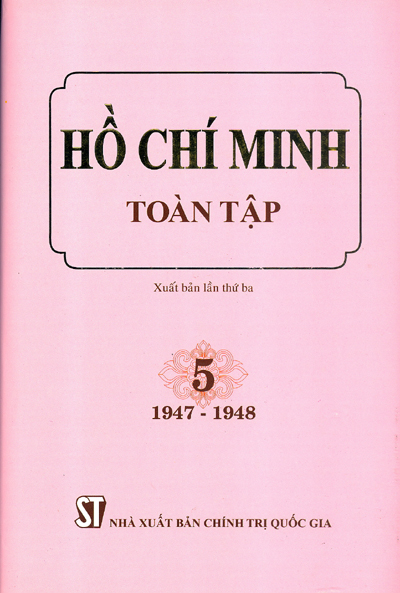 HỒ CHÍ MINH
TOÀN TẬP
Xuất bản lần thứ ba
5
1947 - 1948
ST NHÀ XUẤT BẢN CHÍNH TRỊ QUỐC GIA